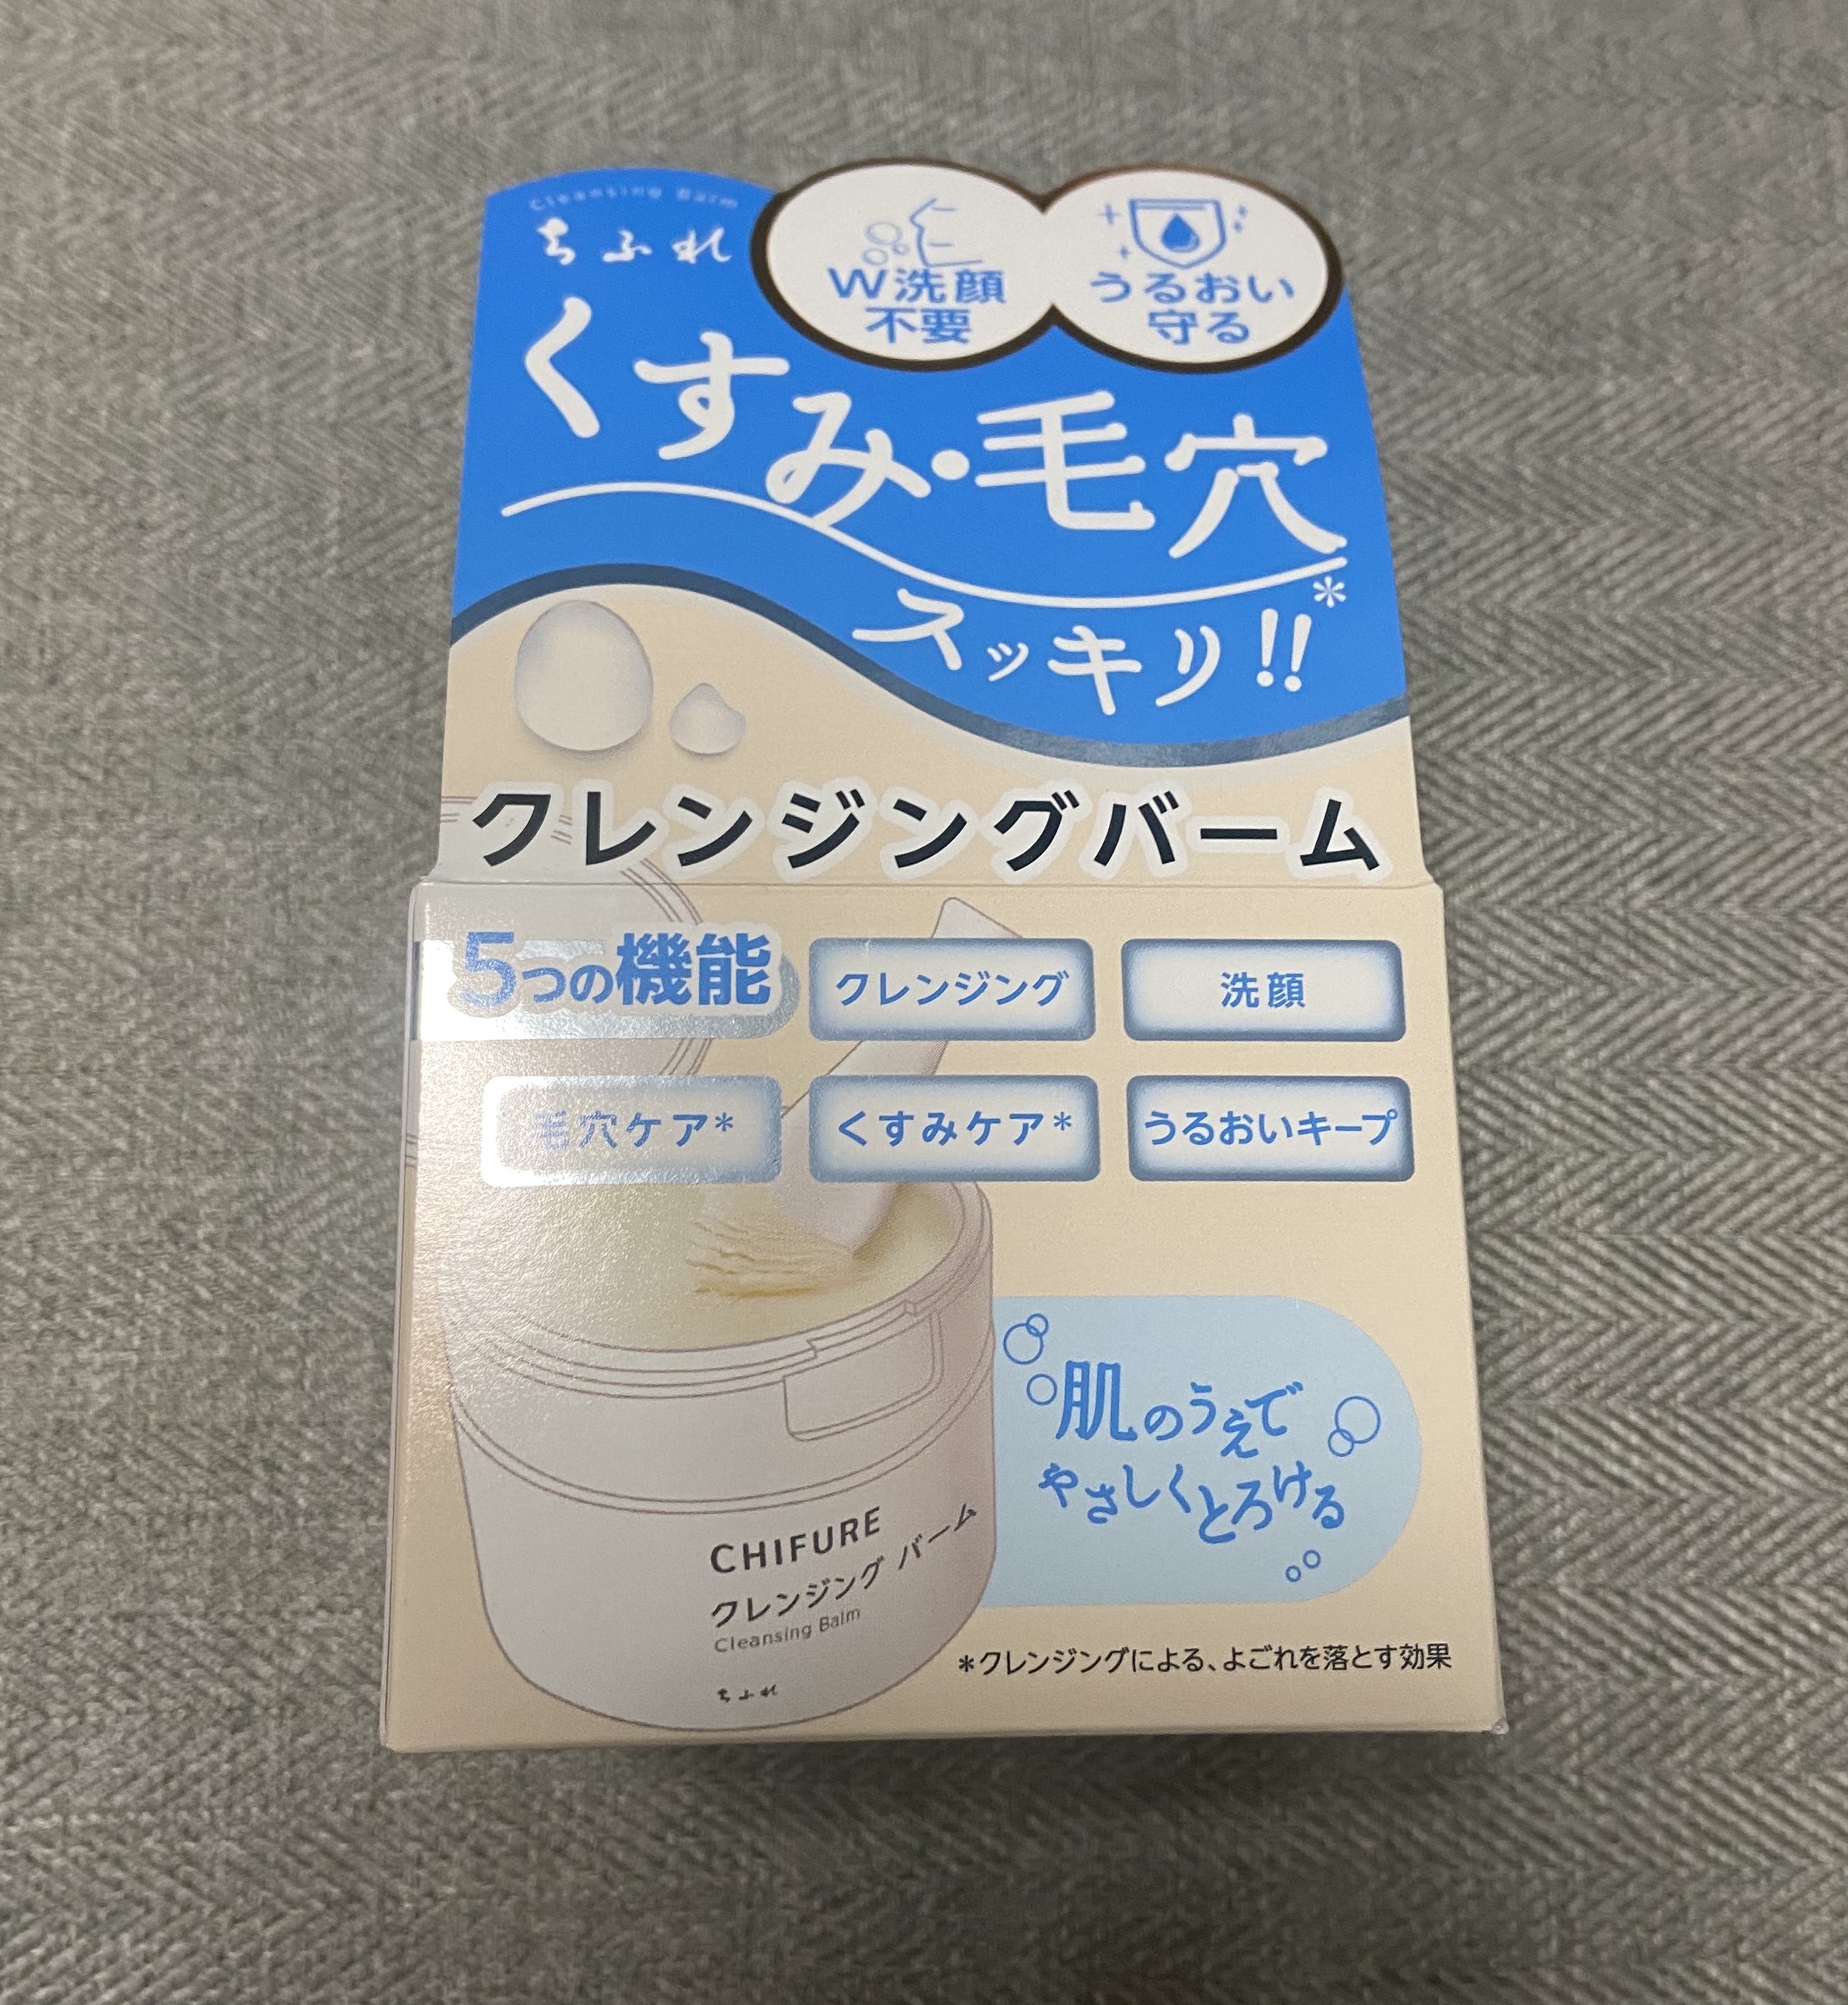 Cleansing Barm
ちふれ
W洗顔
不要
うるおい
守る
くすみ・毛穴
スッキリ!!*
クレンジングバーム
5つの機能
クレンジング
洗顔
毛穴ケア*
くすみケア*
うるおいキープ
肌のうえで
やさしくとろける
CHIFURE
クレンジング バーム
Cleansing Balm
ちふれ
*クレンジングによる、よごれを落とす効果